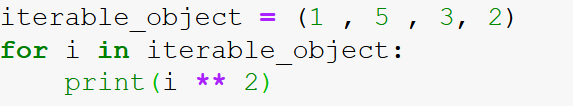 iterable_object = (1 , 5 , 3, 2)
for i in iterable_object:
    print(i ** 2)